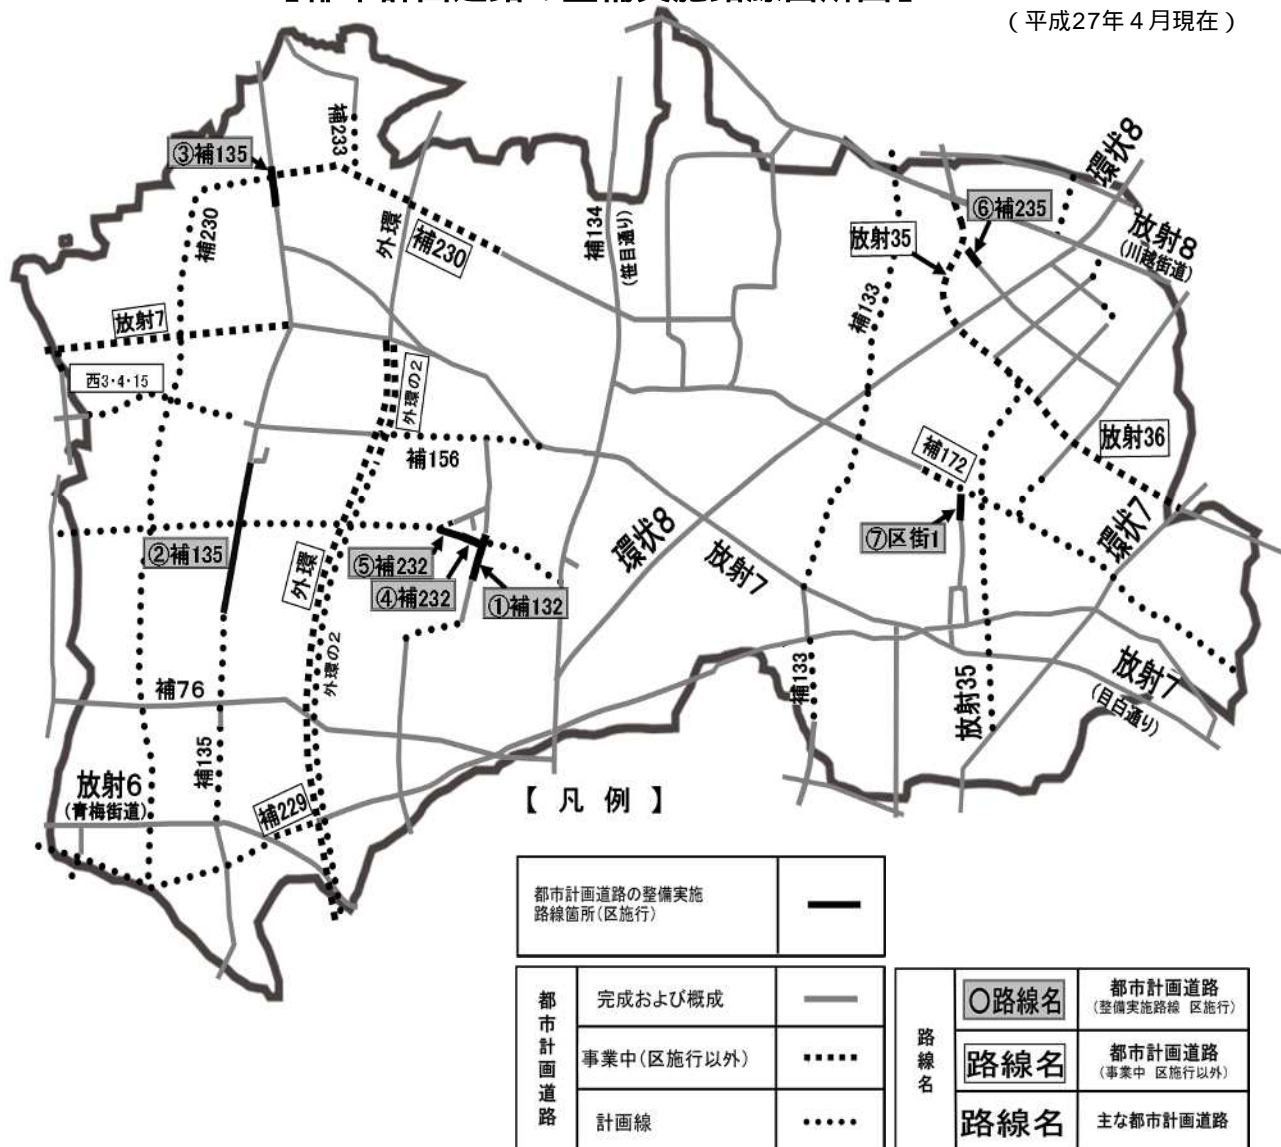 （平成27年４月現在）
環状8
補233
③補135
⑥補235
補230
外環
補230
補134
(笹目通り)
放射35
放射8
(川越街道)
放射7
補133
西3・4・15
外環の2
補156
補172
放射36
環状8
放射7
環状7
⑦区街1
②補135
外環
⑤補232
④補232
①補132
外環の2
補76
補133
放射35
放射7
(目白通り)
補135
放射6
(青梅街道)
補229
【 凡 例 】
都市計画道路の整備実施
路線箇所(区施行)
都市計画道路
完成および概成
事業中(区施行以外)
計画線
路線名
〇路線名
都市計画道路
(整備実施路線 区施行)
路線名
都市計画道路
(事業中 区施行以外)
路線名
主な都市計画道路